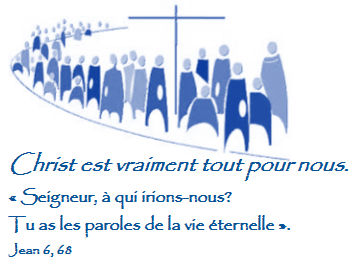 Christ est vraiment tout pour nous.
« Seigneur, à qui irions-nous?
Tu as les paroles de la vie éternelle ».
Jean 6, 68